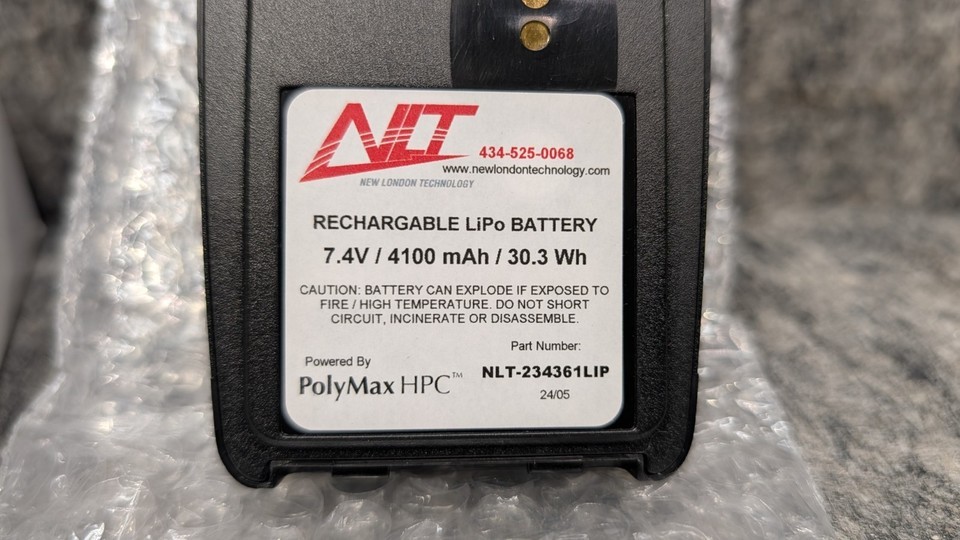 NLT
434-525-0068
www.newlondontechnology.com
NEW LONDON TECHNOLOGY
RECHARGABLE LiPo BATTERY
7.4V / 4100 mAh / 30.3 Wh
CAUTION: BATTERY CAN EXPLODE IF EXPOSED TO
FIRE / HIGH TEMPERATURE. DO NOT SHORT
CIRCUIT, INCINERATE OR DISASSEMBLE.
Part Number:
Powered By
NLT-234361LIP
PolyMax HPC™
24/05